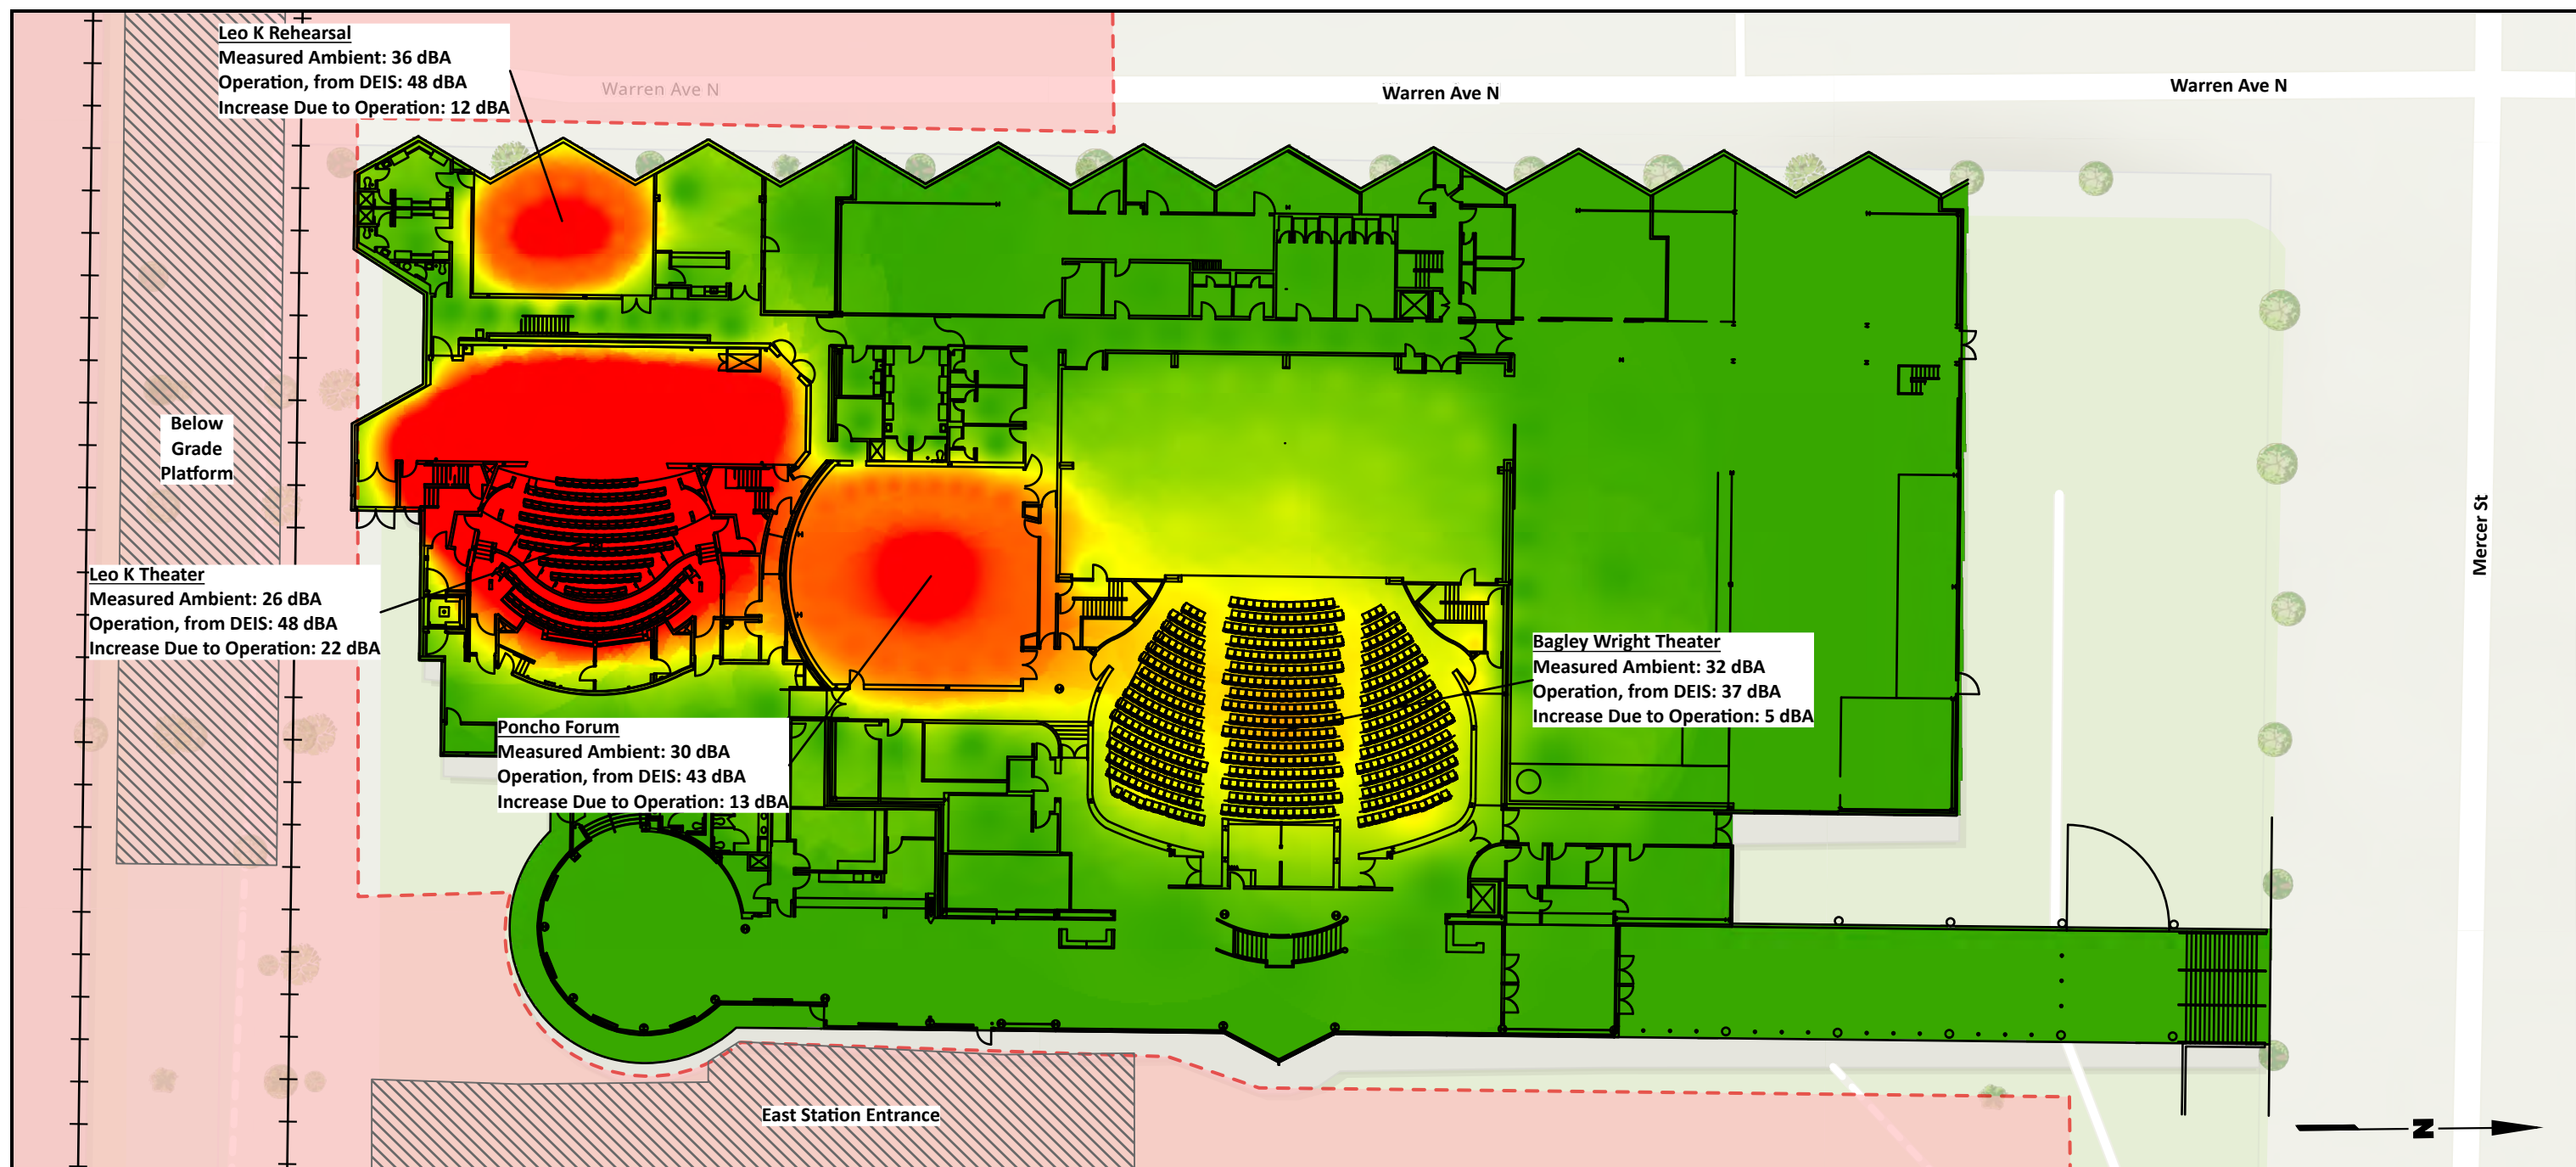 Leo K Rehearsal
Measured Ambient: 36 dBA
Operation, from DEIS: 48 dBA
Increase Due to Operation: 12 dBA
Warren Ave N
Warren Ave N
Warren Ave N
Below
Grade
Platform
Mercer St
Leo K Theater
Measured Ambient: 26 dBA
Operation, from DEIS: 48 dBA
Increase Due to Operation: 22 dBA
Bagley Wright Theater
Measured Ambient: 32 dBA
Operation, from DEIS: 37 dBA
Increase Due to Operation: 5 dBA
Poncho Forum
Measured Ambient: 30 dBA
Operation, from DEIS: 43 dBA
Increase Due to Operation: 13 dBA
East Station Entrance
N